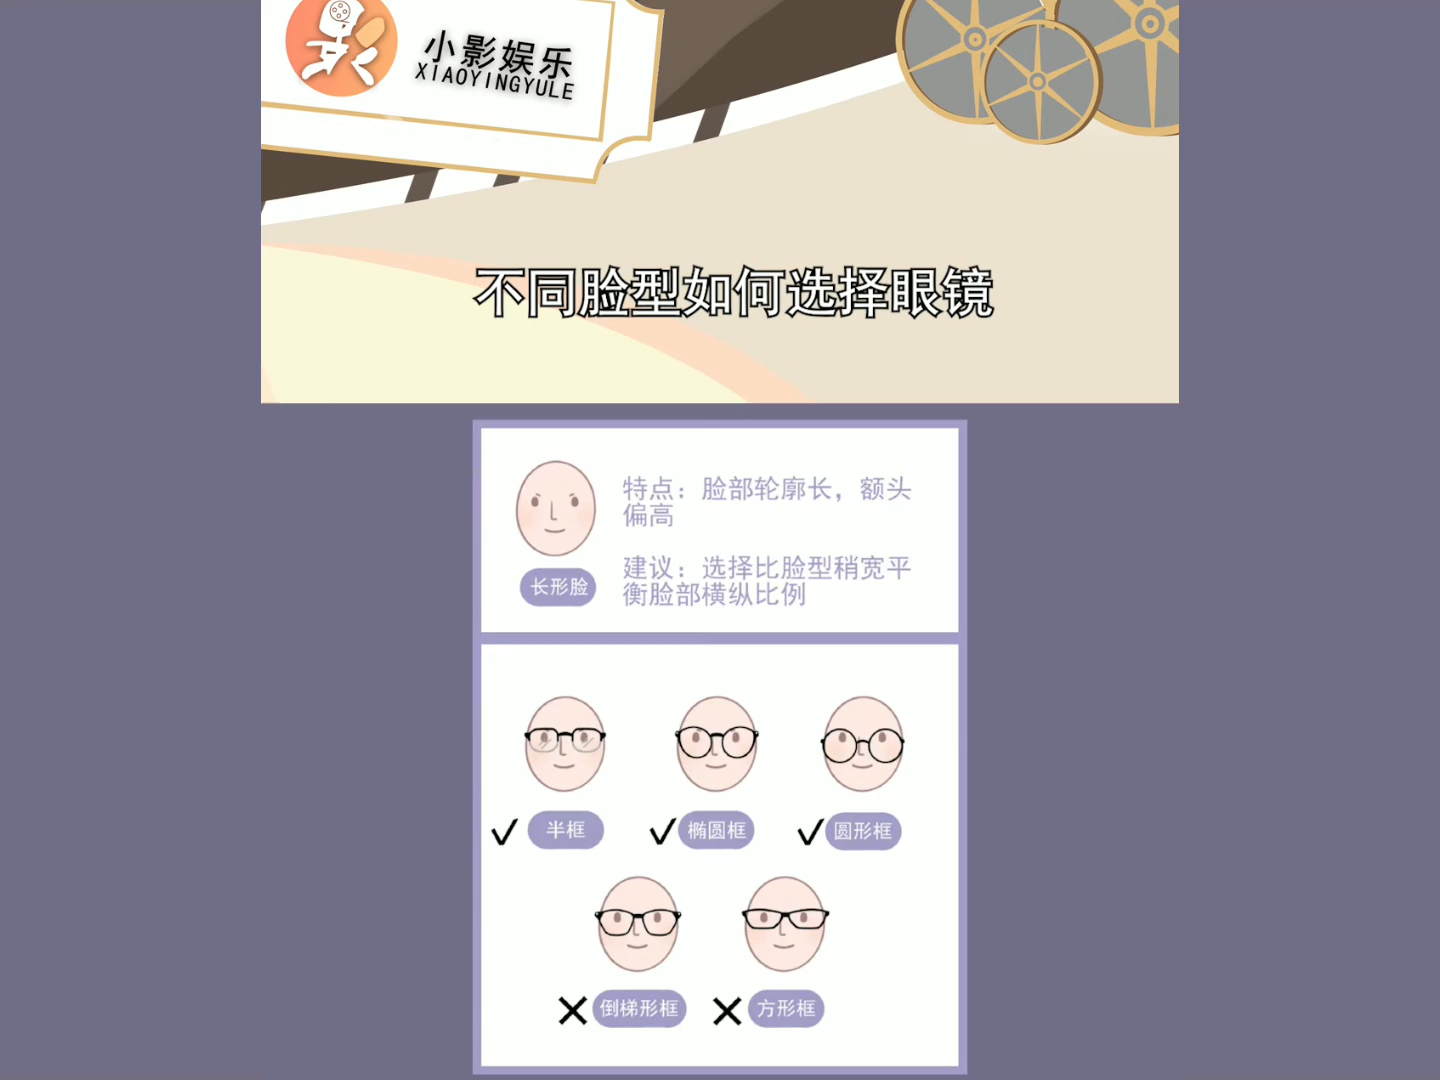 影
小影娱乐
XIAOYINGYULE
不同脸型如何选择眼镜
特点：脸部轮廓长，额头
偏高
建议：选择比脸型稍宽平
衡脸部横纵比例
长形脸
半框
椭圆框
圆形框
倒梯形框
方形框